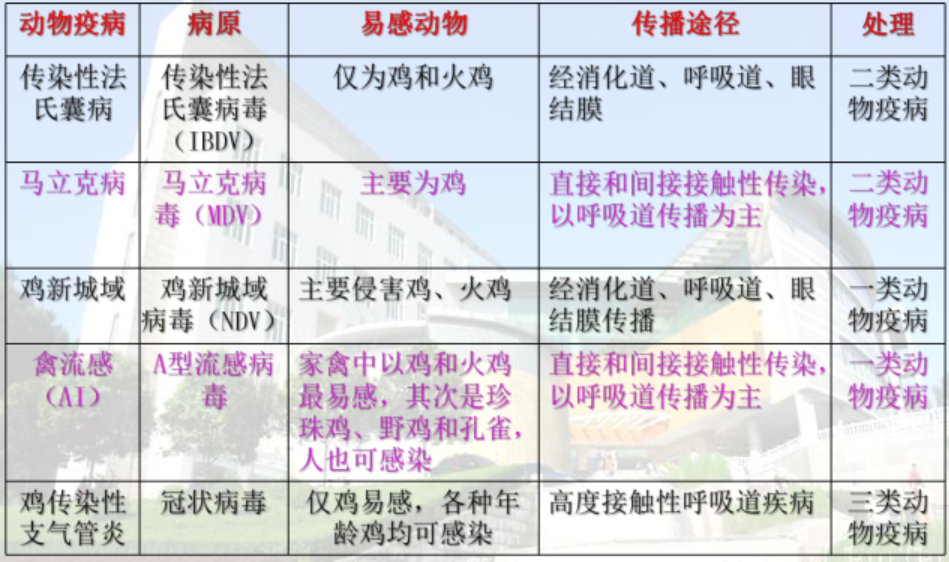 动物疫病 病原 易感动物 传播途径 处理
传染性法 传染性法 仅为鸡和火鸡 经消化道、呼吸道、眼 二类动
氏囊病 氏囊病毒 结膜 物疫病
（IBDV）
马立克病 马立克病 主要为鸡 直接和间接接触性传染， 二类动
毒（MDV） 以呼吸道传播为主 物疫病
鸡新城域 鸡新城域 主要侵害鸡、火鸡 经消化道、呼吸道、眼 一类动
病毒（NDV） 结膜传播 物疫病
禽流感 A型流感病 家禽中以鸡和火鸡 直接和间接接触性传染， 一类动
（AI） 毒 最易感，其次是珍 以呼吸道传播为主 物疫病
珠鸡、野鸡和孔雀，
人也可感染
鸡传染性 冠状病毒 仅鸡易感，各种年 高度接触性呼吸道疾病 三类动
支气管炎 龄鸡均可感染 物疫病